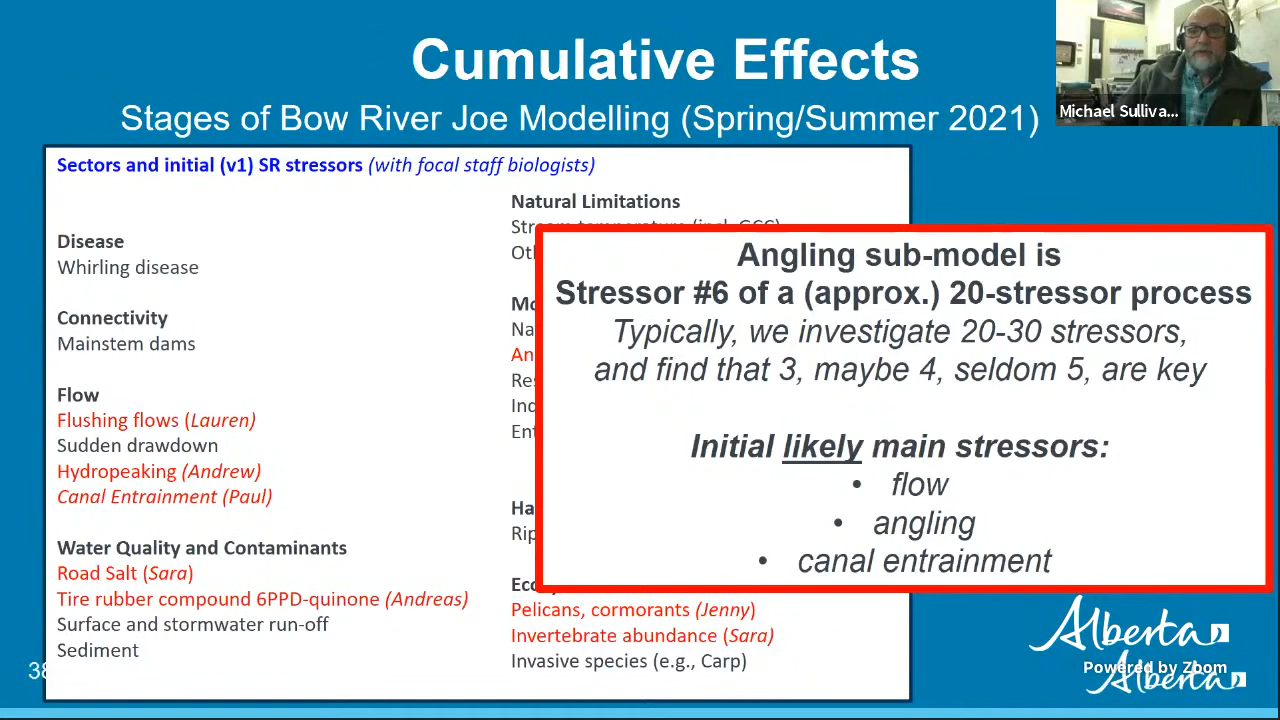 Cumulative Effects
Stages of Bow River Joe Modelling (Spring/Summer 2021)
Michael Sulliva...
Sectors and initial (v1) SR stressors (with focal staff biologists)
Disease
Whirling disease
Connectivity
Mainstem dams
Flow
Flushing flows (Lauren)
Sudden drawdown
Hydropeaking (Andrew)
Canal Entrainment (Paul)
Water Quality and Contaminants
Road Salt (Sara)
Tire rubber compound 6PPD-quinone (Andreas)
Surface and stormwater run-off
Sediment
Natural Limitations
Pelicans, cormorants (Jenny)
Invertebrate abundance (Sara)
Invasive species (e.g., Carp)
Angling sub-model is
Stressor #6 of a (approx.) 20-stressor process
Typically, we investigate 20-30 stressors,
and find that 3, maybe 4, seldom 5, are key
Initial likely main stressors:
• flow
• angling
• canal entrainment
Alberta
Powered by Zoom
Alberta
38